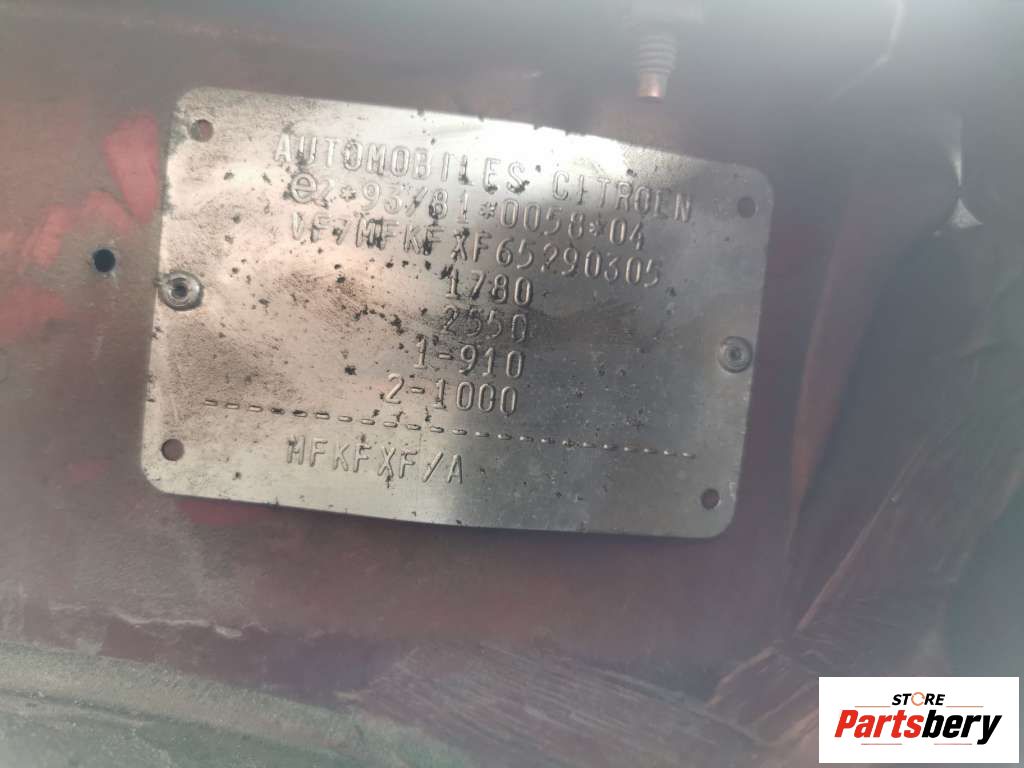 AUTOMOBILES CITROEN
e2*93/81*0058*04
VF7MFKFXF65290305
1780
2550
1-910
2-1000
MFKFXF/A
STORE
Partsbery